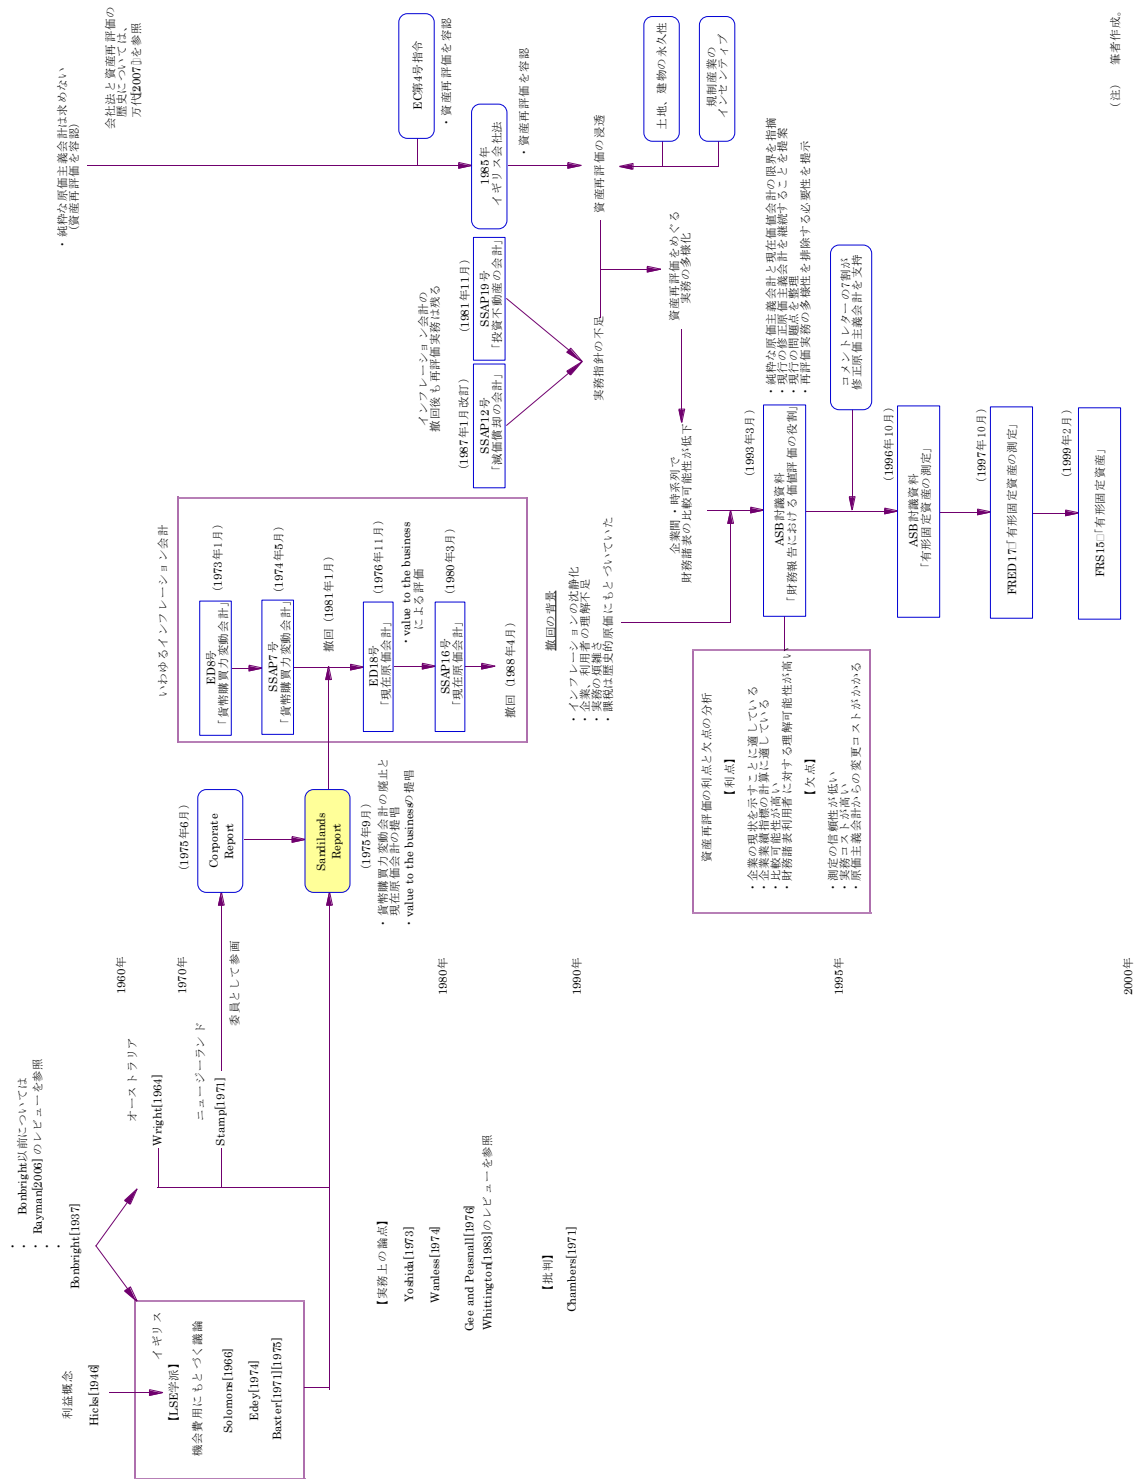 ・
・
・
・
・
Bonbright以前については
Rayman[2006]のレビューを参照
Bonbright[1937]
利益概念
Hicks[1946]
イギリス
【LSE学派】
機会費用にもとづく議論
Solomons[1966]
Edey[1974]
Baxter[1971][1975]
オーストラリア
Wright[1964]
ニュージーランド
Stamp[1971]
委員として参画
【実務上の論点】
Yoshida[1973]
Wanless[1974]
Gee and Peasnall[1976]
Whittington[1983]のレビューを参照
【批判】
Chambers[1971]
1960年
1970年
1980年
1990年
1995年
2000年
(1975年6月)
Corporate
Report
Sandilands
Report
(1975年9月)
・貨幣購買力変動会計の廃止と
現在原価会計の提唱
・value to the businessの提唱
いわゆるインフレーション会計
ED8号
「貨幣購買力変動会計」
(1973年1月)
SSAP7号
「貨幣購買力変動会計」
(1974年5月)
撤回 (1981年1月)
ED18号
「現在原価会計」
(1976年11月)
・value to the business
による評価
SSAP16号
「現在原価会計」
(1980年3月)
撤回 (1988年4月)
撤回の背景
・インフレーションの沈静化
・企業、利用者の理解不足
・実務の煩雑さ
・課税は歴史的原価にもとづいていた
・純粋な原価主義会計は求めない
(資産再評価を容認)
会社法と資産再評価の
歴史については、
万代[2007]を参照
EC第4号指令
・資産再評価を容認
1985年
イギリス会社法
・資産再評価を容認
インフレーション会計の
撤回後も再評価実務は残る
(1987年1月改訂)
SSAP12号
「減価償却の会計」
(1981年11月)
SSAP19号
「投資不動産の会計」
実務指針の不足
資産再評価の浸透
土地、建物の永久性
規制産業の
インセンティブ
資産再評価をめぐる
実務の多様化
企業間・時系列で
財務諸表の比較可能性が低下
(1993年3月)
ASB討議資料
「財務報告における価値評価の役割」
・純粋な原価主義会計と現在価値会計の限界を指摘
・現行の修正原価主義会計を継続することを提案
・現行の問題点を整理
・再評価実務の多様性を排除する必要性を提示
コメントレターの7割が
修正原価主義会計を支持
資産再評価の利点と欠点の分析
【利点】
・企業の現状を示すことに適している
・企業業績指標の計算に適している
・比較可能性が高い
・財務諸表利用者に対する理解可能性が高い
【欠点】
・測定の信頼性が低い
・実務コストが高い
・原価主義会計からの変更コストがかかる
(1996年10月)
ASB討議資料
「有形固定資産の測定」
(1997年10月)
FRED17「有形固定資産の測定」
(1999年2月)
FRS15「有形固定資産」
(注) 筆者作成。